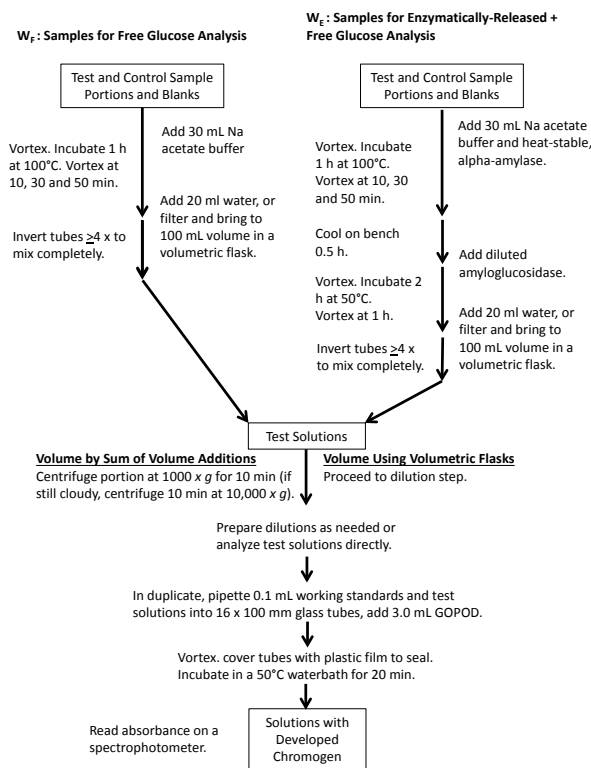 W_F : Samples for Free Glucose Analysis
Test and Control Sample
Portions and Blanks
Add 30 mL Na
acetate buffer
Vortex. Incubate 1 h
at 100°C. Vortex at
10, 30 and 50 min.
Add 20 ml water, or
filter and bring to
100 mL volume in a
volumetric flask.
Invert tubes ≥4 x to
mix completely.
W_E : Samples for Enzymatically-Released +
Free Glucose Analysis
Test and Control Sample
Portions and Blanks
Add 30 mL Na acetate
buffer and heat-stable,
alpha-amylase.
Vortex. Incubate
1 h at 100°C.
Vortex at 10, 30
and 50 min.
Cool on bench
0.5 h.
Add diluted
amyloglucosidase.
Vortex. Incubate 2
h at 50°C.
Vortex at 1 h.
Add 20 ml water, or
filter and bring to
100 mL volume in a
volumetric flask.
Invert tubes ≥4 x
to mix completely.
Test Solutions
Volume by Sum of Volume Additions
Centrifuge portion at 1000 x g for 10 min (if
still cloudy, centrifuge 10 min at 10,000 x g).
Volume Using Volumetric Flasks
Proceed to dilution step.
Prepare dilutions as needed or
analyze test solutions directly.
In duplicate, pipette 0.1 mL working standards and test
solutions into 16 x 100 mm glass tubes, add 3.0 mL GOPOD.
Vortex. cover tubes with plastic film to seal.
Incubate in a 50°C waterbath for 20 min.
Read absorbance on a
spectrophotometer.
Solutions with
Developed
Chromogen